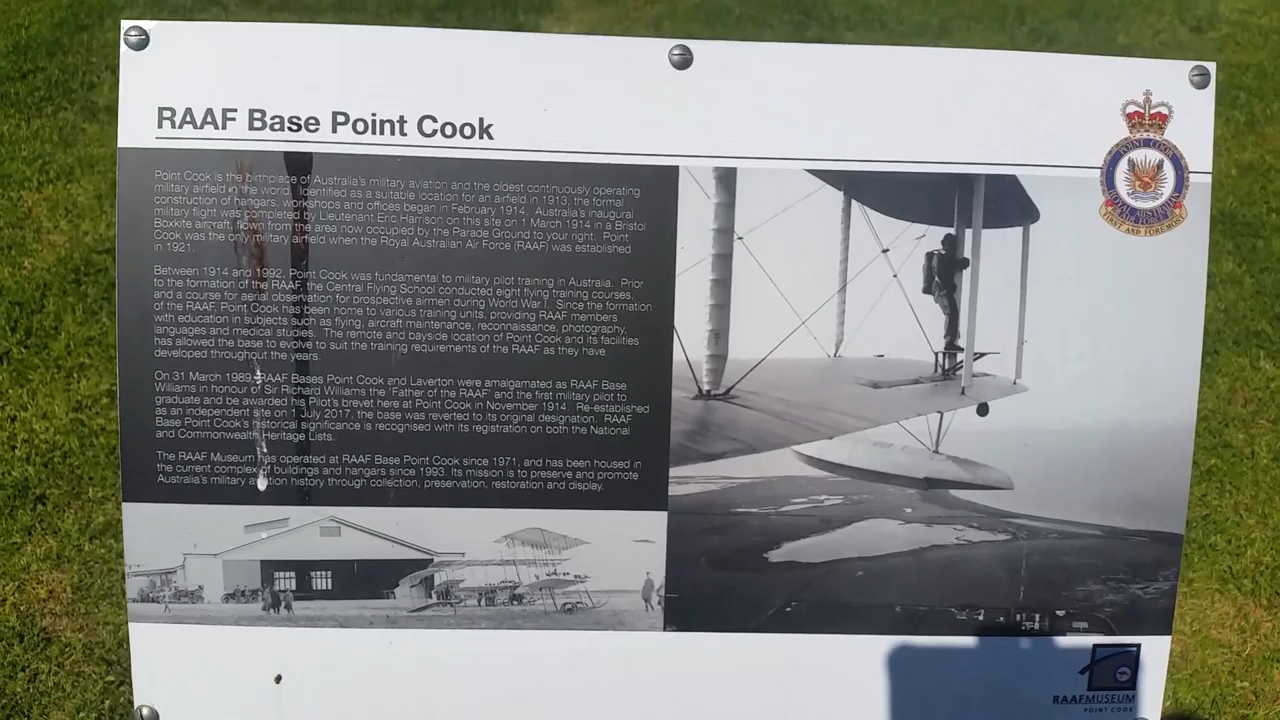 RAAF Base Point Cook
Point Cook is the birthplace of Australia's military aviation and the oldest continuously operating
military airfield in the world. Identified as a suitable location for an airfield in 1913, the formal
construction of hangars, workshops and offices began in February 1914. Australia's inaugural
military flight was completed by Lieutenant Eric Harrison on this site on 1 March 1914 in a Bristol
Boxkite aircraft, flown from the area now occupied by the Parade Ground to your right. Point
Cook was the only military airfield when the Royal Australian Air Force (RAAF) was established
in 1921.
Between 1914 and 1992, Point Cook was fundamental to military pilot training in Australia. Prior
to the formation of the RAAF, the Central Flying School conducted eight flying training courses,
and a course for aerial observation for prospective airmen during World War I. Since the formation
of the RAAF, Point Cook has been home to various training units, providing RAAF members
with education in subjects such as flying, aircraft maintenance, reconnaissance, photography,
languages and medical studies. The remote and bayside location of Point Cook and its facilities
has allowed the base to evolve to suit the training requirements of the RAAF as they have
developed throughout the years.
On 31 March 1989, RAAF Bases Point Cook and Laverton were amalgamated as RAAF Base
Williams in honour of Sir Richard Williams the 'Father of the RAAF' and the first military pilot to
graduate and be awarded his Pilot's brevet here at Point Cook in November 1914. Re-established
as an independent site on 1 July 2017, the base was reverted to its original designation. RAAF
Base Point Cook's historical significance is recognised with its registration on both the National
and Commonwealth Heritage Lists.
The RAAF Museum has operated at RAAF Base Point Cook since 1971, and has been housed in
the current complex of buildings and hangars since 1993. Its mission is to preserve and promote
Australia's military aviation history through collection, preservation, restoration and display.
POINT COOK
ROYAL AUSTRALIAN
AIR FORCE
FIRST AND FOREMOST
RAAFMUSEUM
POINT COOK